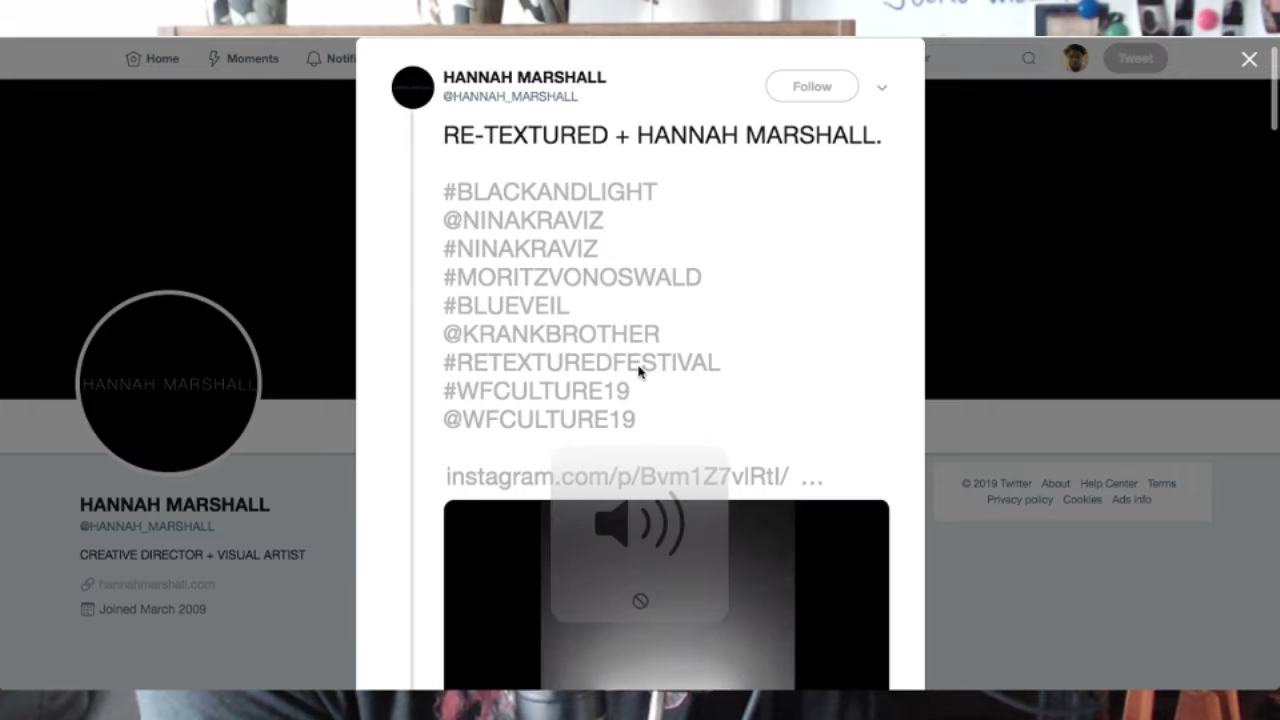 Home
Moments
Notifi
Tweet
HANNAH MARSHALL
@HANNAH_MARSHALL
Follow
RE-TEXTURED + HANNAH MARSHALL.
#BLACKANDLIGHT
@NINAKRAVIZ
#NINAKRAVIZ
#MORITZVONOSWALD
#BLUEVEIL
@KRANKBROTHER
#RETEXTUREDFESTIVAL
#WFCULTURE19
@WFCULTURE19
instagram.com/p/Bvm1Z7vlRtI/ …
HANNAH MARSHALL
HANNAH MARSHALL
@HANNAH_MARSHALL
CREATIVE DIRECTOR + VISUAL ARTIST
hannahmarshall.com
Joined March 2009
© 2019 Twitter About Help Center Terms
Privacy policy Cookies Ads info